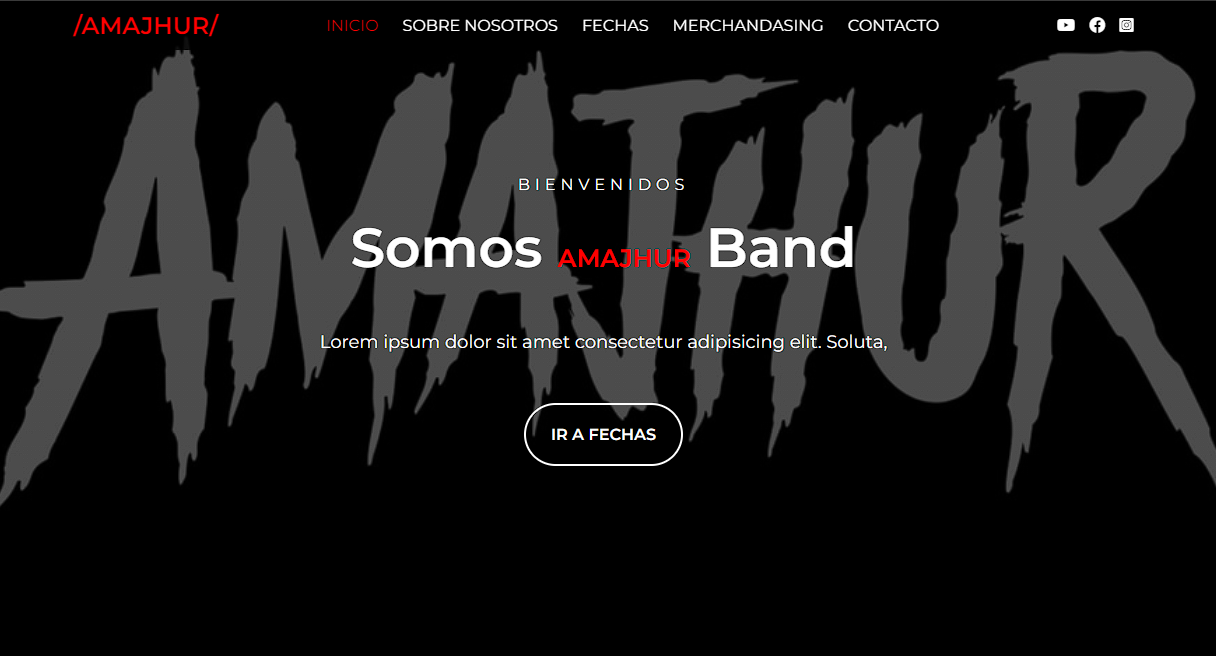 /AMAJHUR/ INICIO SOBRE NOSOTROS FECHAS MERCHANDASING CONTACTO
AMAJHUR
BIENVENIDOS
Somos AMAJHUR Band
Lorem ipsum dolor sit amet consectetur adipisicing elit. Soluta,
IR A FECHAS